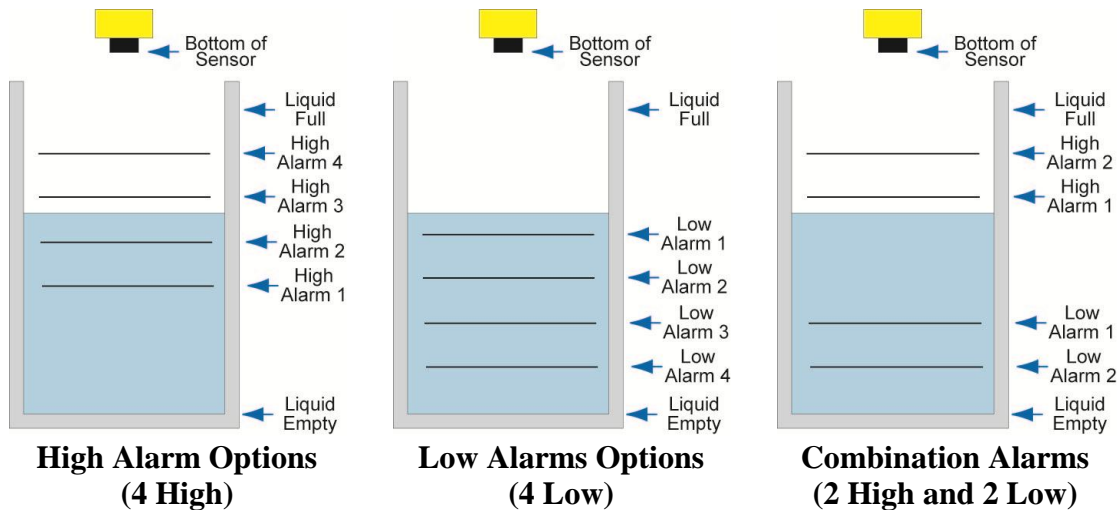 Bottom of
Sensor
Liquid
Full
High
Alarm 4
High
Alarm 3
High
Alarm 2
High
Alarm 1
Liquid
Empty
High Alarm Options
(4 High)
Bottom of
Sensor
Liquid
Full
Low
Alarm 1
Low
Alarm 2
Low
Alarm 3
Low
Alarm 4
Liquid
Empty
Low Alarms Options
(4 Low)
Bottom of
Sensor
Liquid
Full
High
Alarm 2
High
Alarm 1
Low
Alarm 1
Low
Alarm 2
Liquid
Empty
Combination Alarms
(2 High and 2 Low)